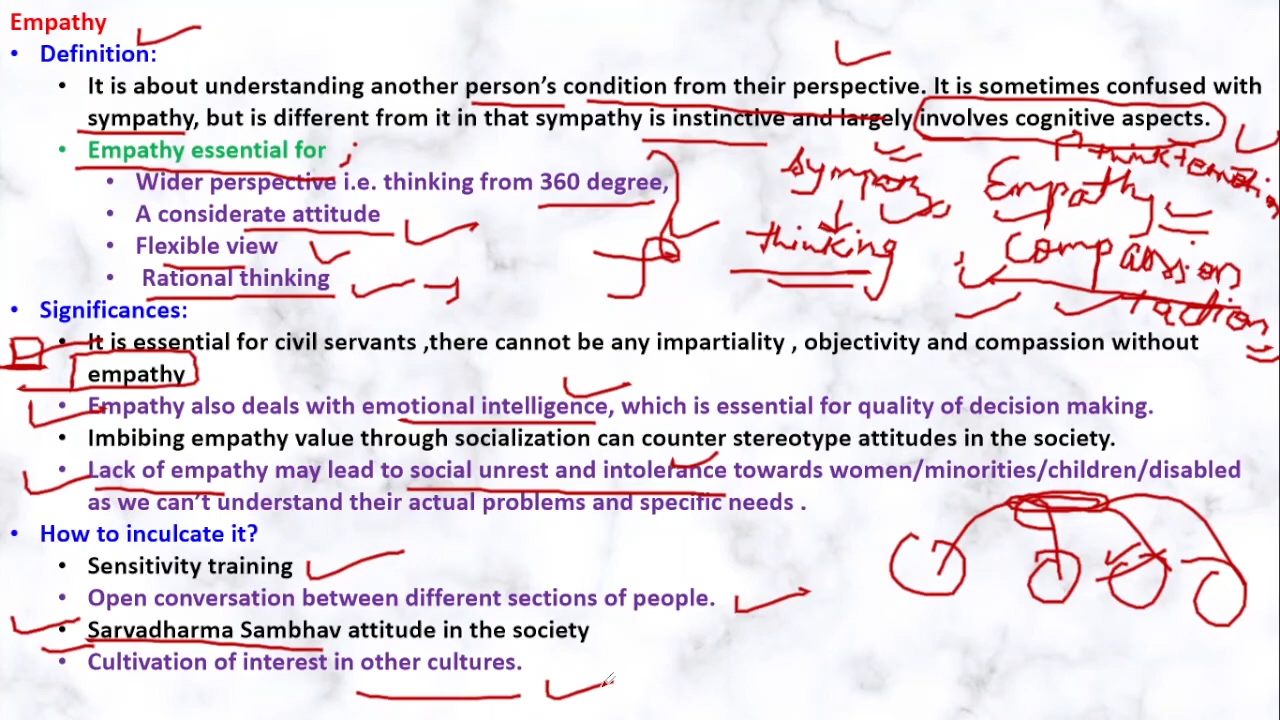 Empathy
• Definition:
• It is about understanding another person's condition from their perspective. It is sometimes confused with
sympathy, but is different from it in that sympathy is instinctive and largely involves cognitive aspects.
• Empathy essential for
• Wider perspective i.e. thinking from 360 degree,
• A considerate attitude
• Flexible view
• Rational thinking
Sympathy
thinking
think + emotion
Empathy
Compassion
+action
• Significances:
• It is essential for civil servants ,there cannot be any impartiality , objectivity and compassion without
empathy
• Empathy also deals with emotional intelligence, which is essential for quality of decision making.
• Imbibing empathy value through socialization can counter stereotype attitudes in the society.
• Lack of empathy may lead to social unrest and intolerance towards women/minorities/children/disabled
as we can't understand their actual problems and specific needs .
• How to inculcate it?
• Sensitivity training
• Open conversation between different sections of people.
• Sarvadharma Sambhav attitude in the society
• Cultivation of interest in other cultures.